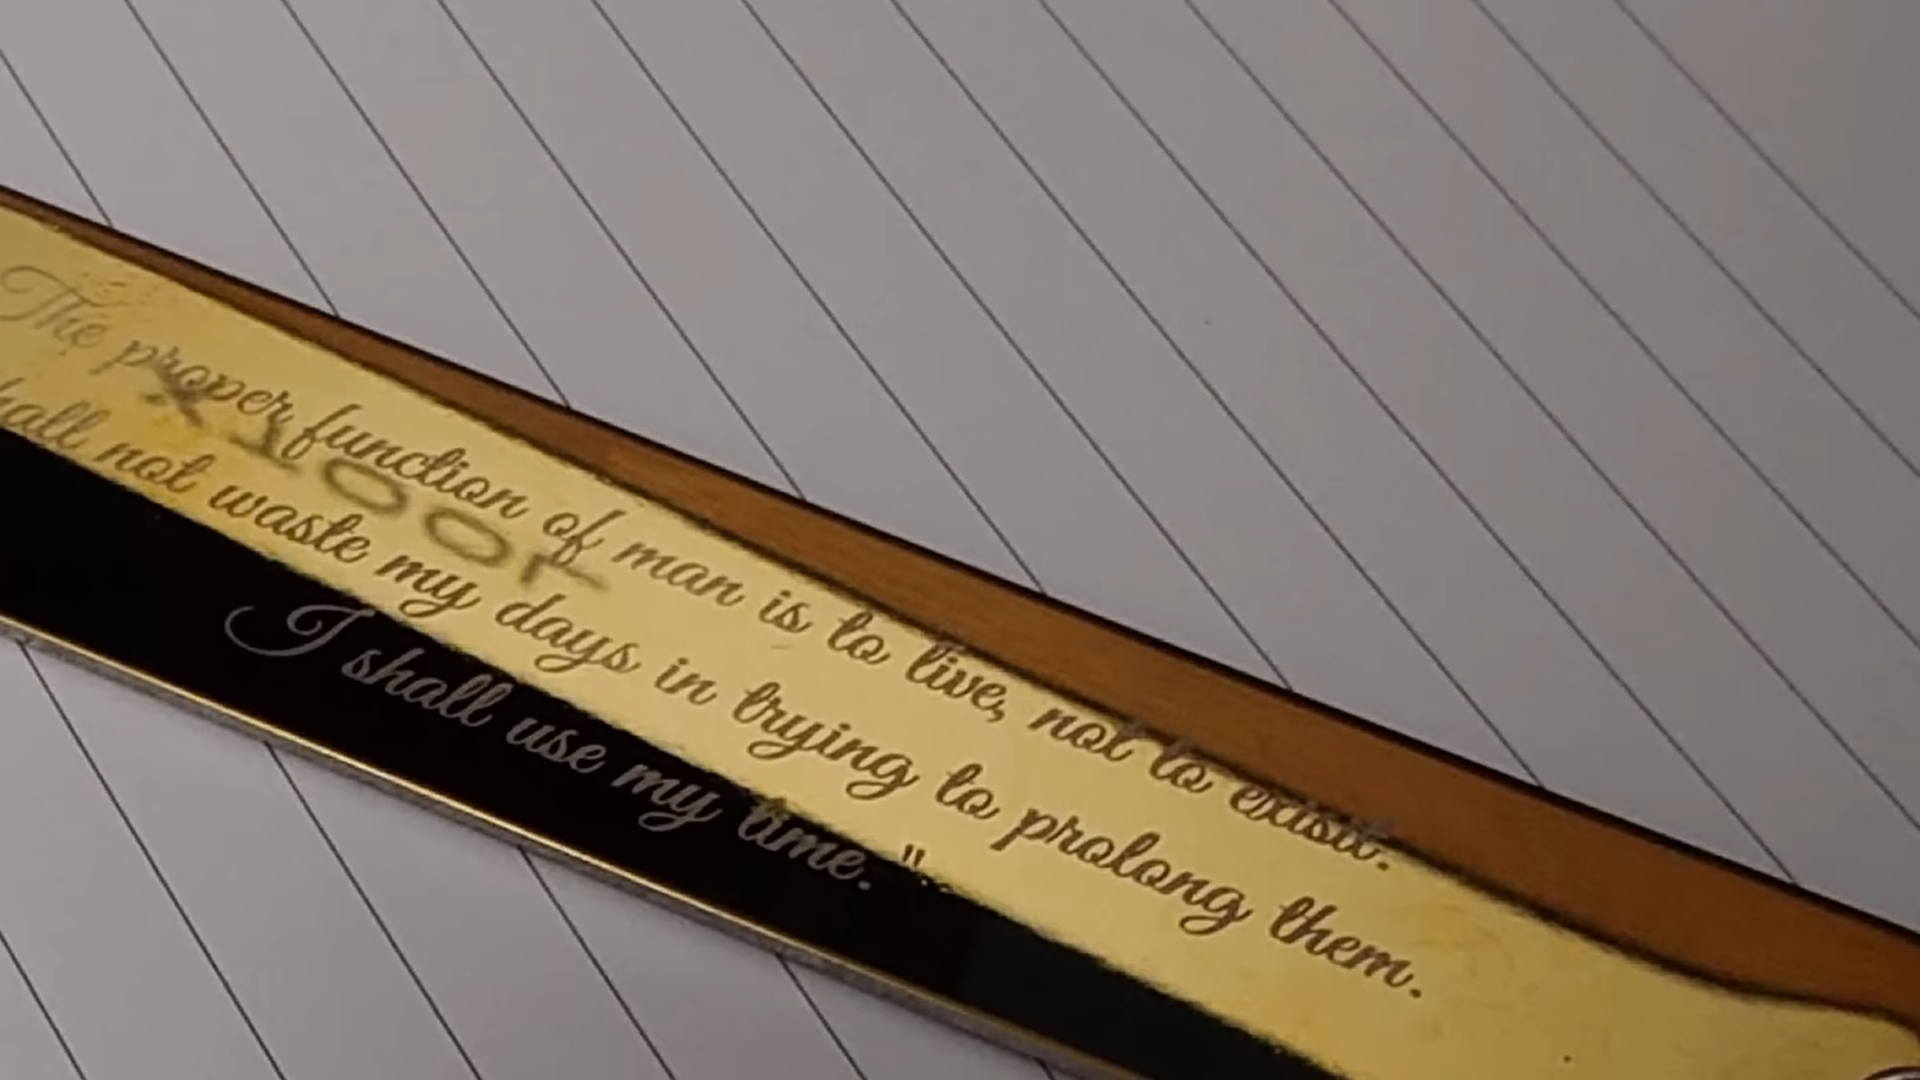 The proper function of man is to live, not to exist.
hall not waste my days in trying to prolong them.
I shall use my time."